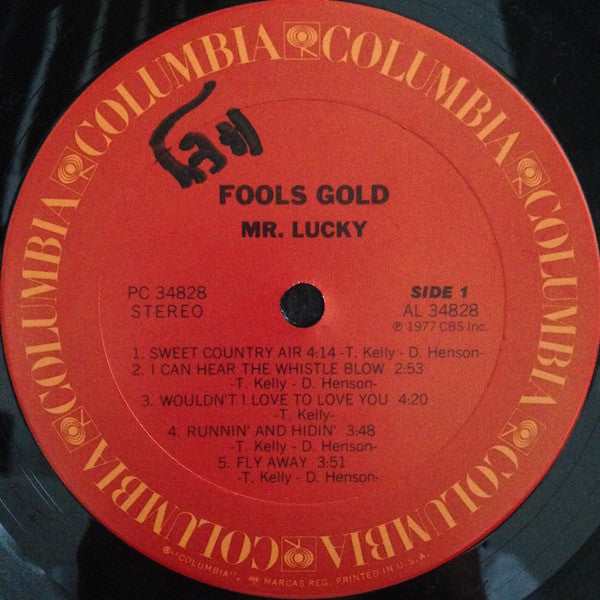 COLUMBIA COLUMBIA COLUMBIA COLUMBIA COLUMBIA COLUMBIA
FOOLS GOLD
MR. LUCKY
PC 34828
STEREO
SIDE 1
AL 34828
℗ 1977 CBS Inc.
1. SWEET COUNTRY AIR 4:14 -T. Kelly - D. Henson-
2. I CAN HEAR THE WHISTLE BLOW 2:53
-T. Kelly - D. Henson-
3. WOULDN'T I LOVE TO LOVE YOU 4:20
-T. Kelly-
4. RUNNIN' AND HIDIN' 3:48
-T. Kelly - D. Henson-
5. FLY AWAY 3:51
-T. Kelly - D. Henson-
®-"COLUMBIA", MARCAS REG. PRINTED IN U.S.A.